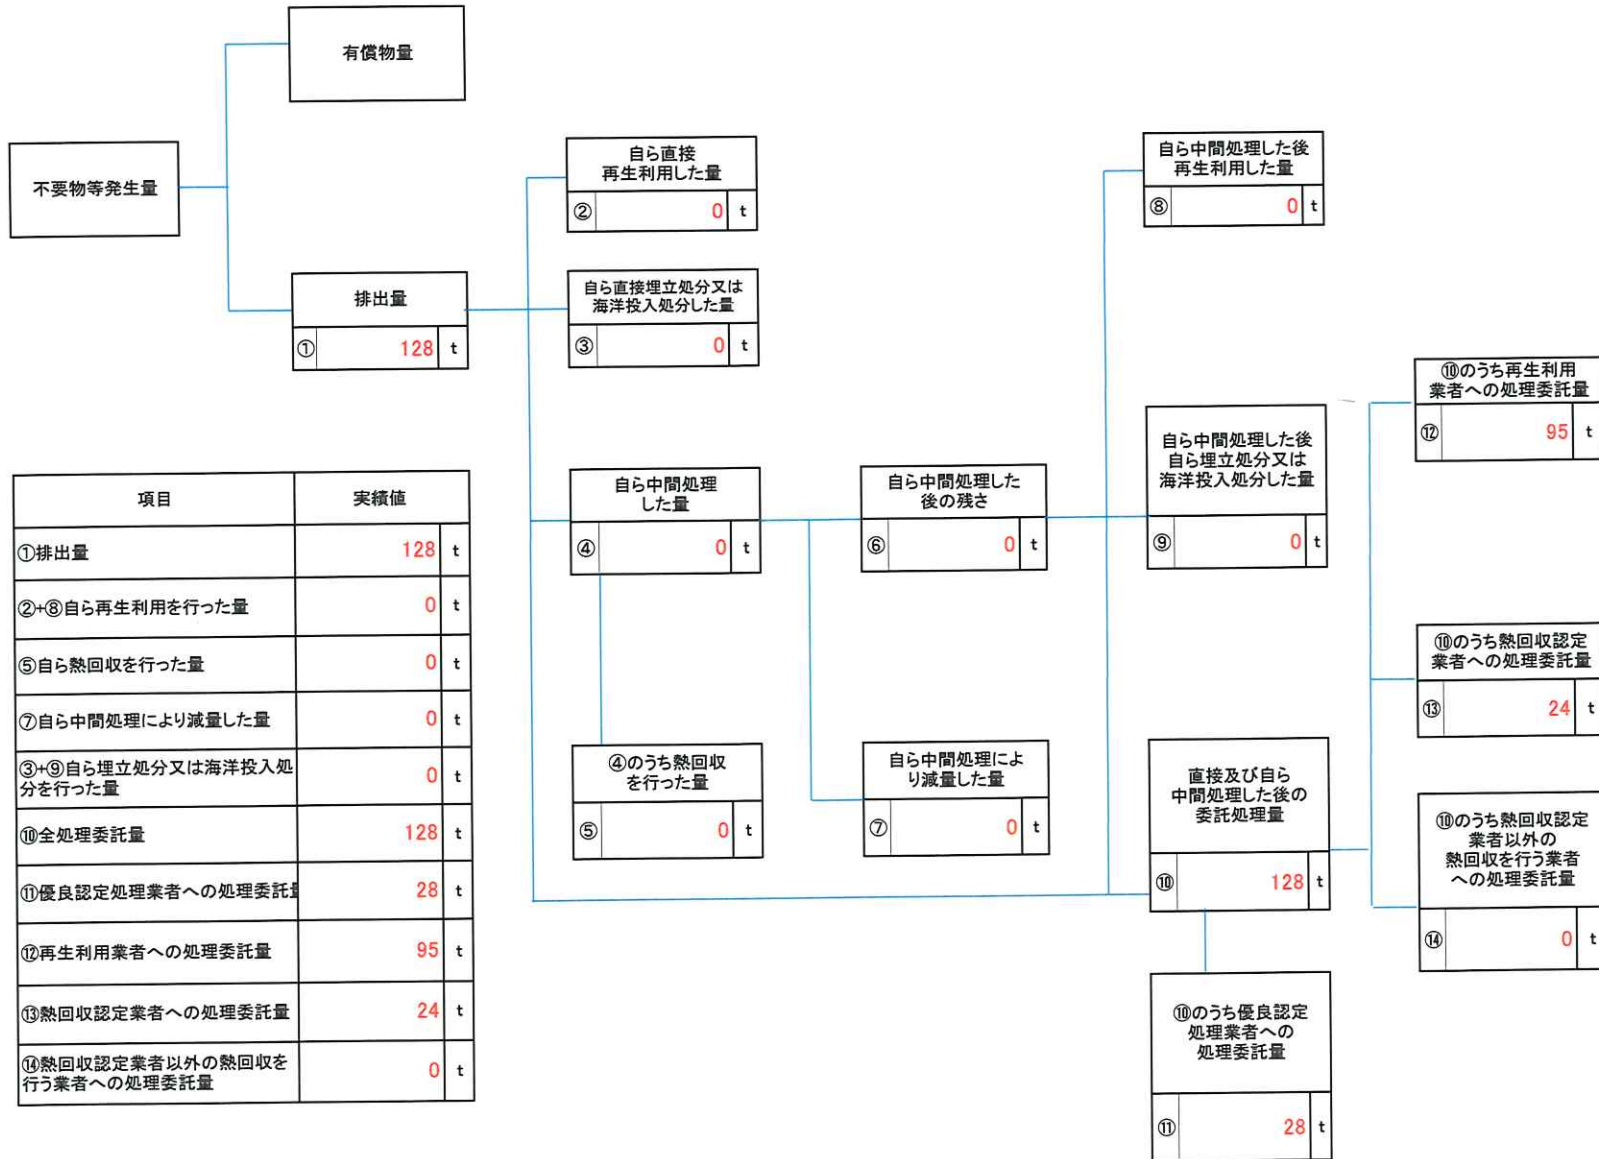 有償物量
不要物等発生量
排出量
① 128 t
自ら直接
再生利用した量
② 0 t
自ら直接埋立処分又は
海洋投入処分した量
③ 0 t
自ら中間処理
した量
④ 0 t
④のうち熱回収
を行った量
⑤ 0 t
自ら中間処理した
後の残さ
⑥ 0 t
自ら中間処理によ
り減量した量
⑦ 0 t
自ら中間処理した後
再生利用した量
⑧ 0 t
自ら中間処理した後
自ら埋立処分又は
海洋投入処分した量
⑨ 0 t
直接及び自ら
中間処理した後の
委託処理量
⑩ 128 t
⑩のうち優良認定
処理業者への
処理委託量
⑪ 28 t
⑩のうち再生利用
業者への処理委託量
⑫ 95 t
⑩のうち熱回収認定
業者への処理委託量
⑬ 24 t
⑩のうち熱回収認定
業者以外の
熱回収を行う業者
への処理委託量
⑭ 0 t
項目 実績値
①排出量 128 t
②+⑧自ら再生利用を行った量 0 t
⑤自ら熱回収を行った量 0 t
⑦自ら中間処理により減量した量 0 t
③+⑨自ら埋立処分又は海洋投入処
分を行った量 0 t
⑩全処理委託量 128 t
⑪優良認定処理業者への処理委託量 28 t
⑫再生利用業者への処理委託量 95 t
⑬熱回収認定業者への処理委託量 24 t
⑭熱回収認定業者以外の熱回収を
行う業者への処理委託量 0 t